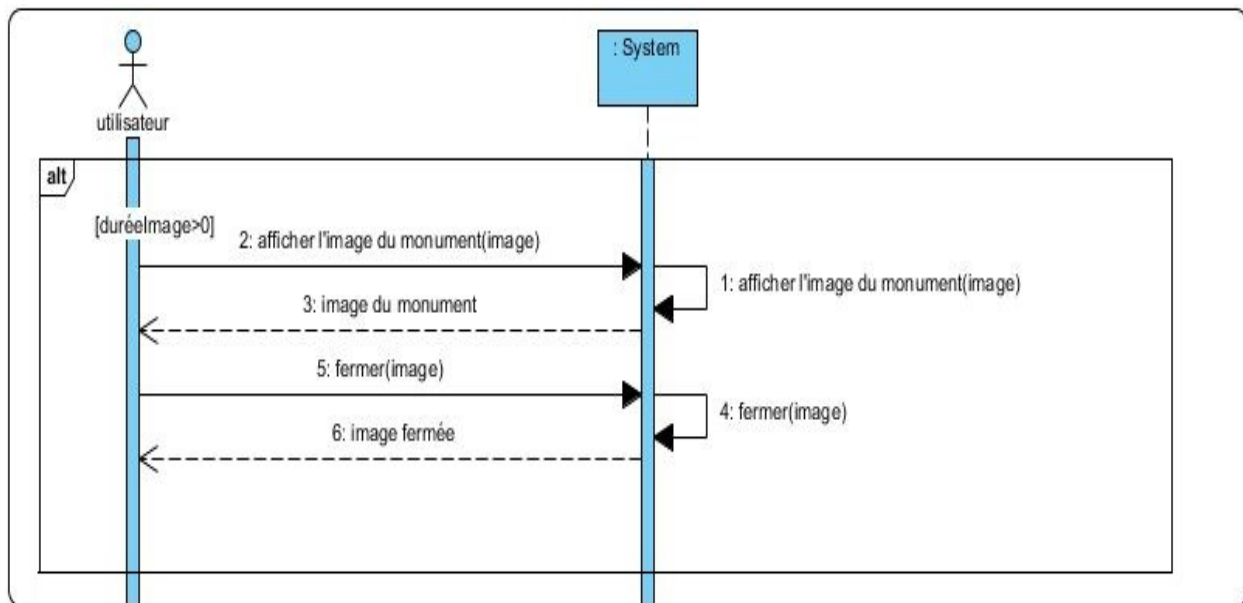 : System
utilisateur
alt
[duréeImage>0]
2: afficher l'image du monument(image)
1: afficher l'image du monument(image)
3: image du monument
5: fermer(image)
4: fermer(image)
6: image fermée